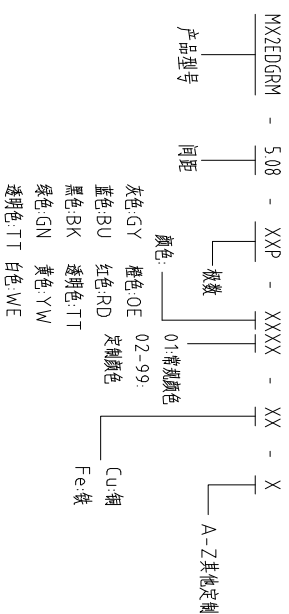 MX2EDGRM - 5.08 - XXP - XXXX - XX - X
产品型号
间距
极数
颜色:
灰色:GY 橙色:OE
蓝色:BU 红色:RD
黑色:BK 透明色:TT
绿色:GN 黄色:YW
透明色:TT 白色:WE
01:常规颜色
02-99:
定制颜色
Cu:铜
Fe:铁
A-Z其他定制